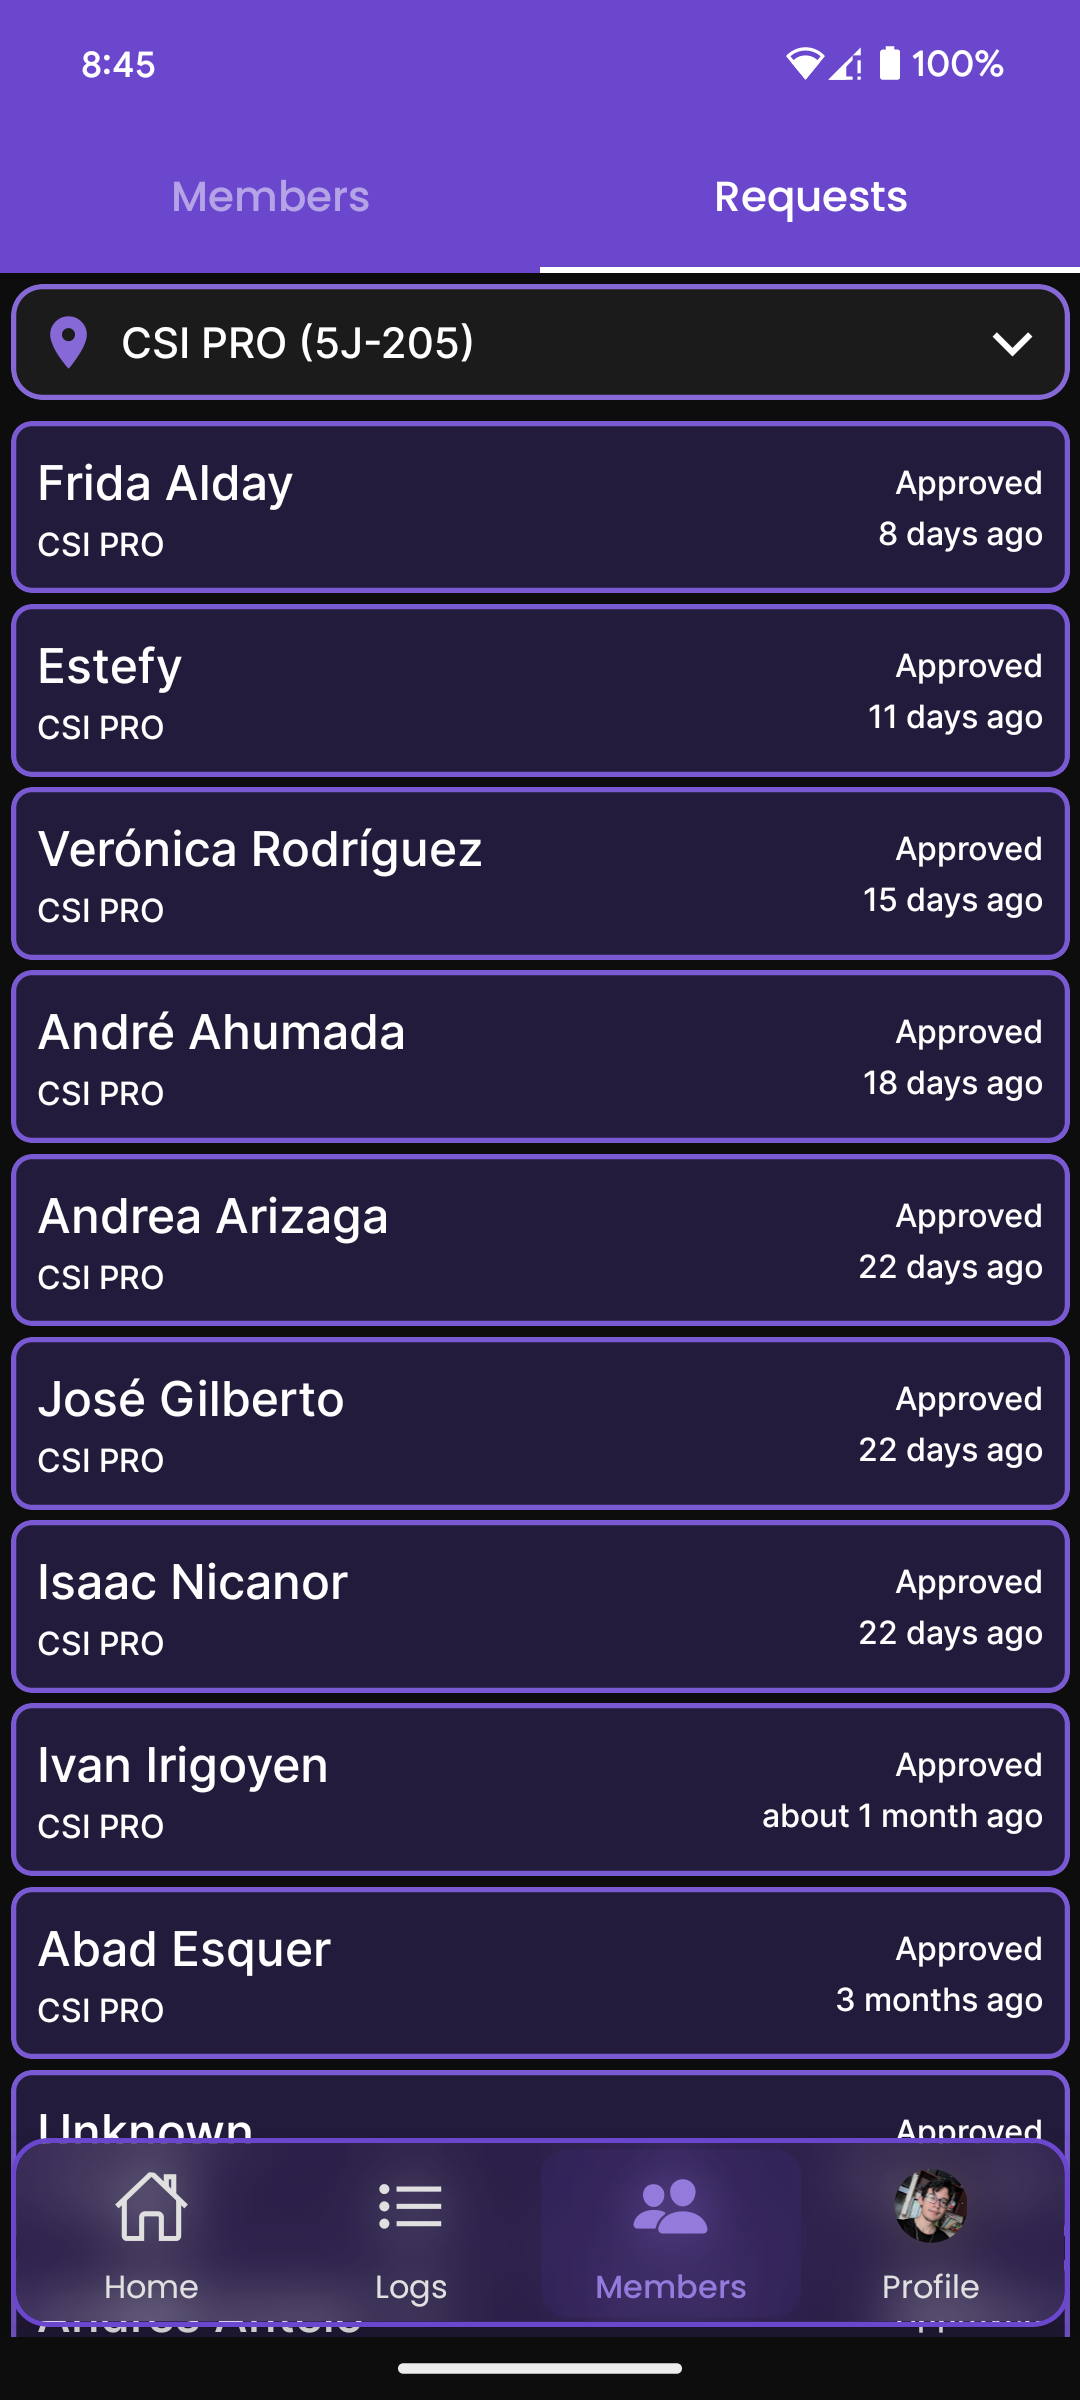 8:45
100%
Members
Requests
CSI PRO (5J-205)
Frida Alday
Approved
CSI PRO
8 days ago
Estefy
Approved
CSI PRO
11 days ago
Verónica Rodríguez
Approved
CSI PRO
15 days ago
André Ahumada
Approved
CSI PRO
18 days ago
Andrea Arizaga
Approved
CSI PRO
22 days ago
José Gilberto
Approved
CSI PRO
22 days ago
Isaac Nicanor
Approved
CSI PRO
22 days ago
Ivan Irigoyen
Approved
CSI PRO
about 1 month ago
Abad Esquer
Approved
CSI PRO
3 months ago
Unknown
Approved
Home
Logs
Members
Profile